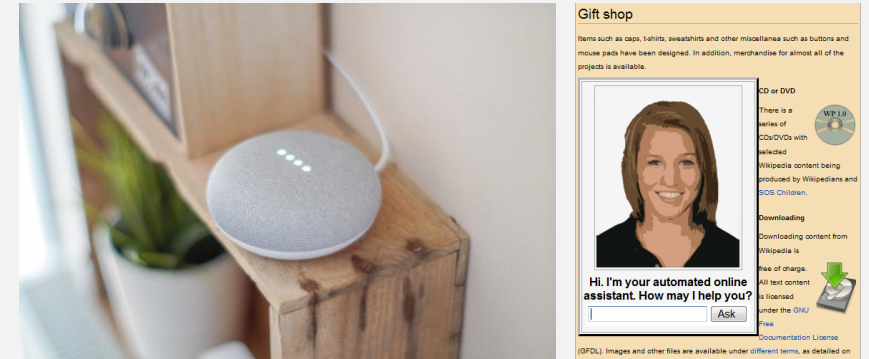 Gift shop
Items such as caps, t-shirts, sweatshirts and other miscellanea such as buttons and
mouse pads have been designed. In addition, merchandise for almost all of the
projects is available.
Hi. I'm your automated online
assistant. How may I help you?
Ask
CD or DVD
There is a
series of
CDs/DVDs with
selected
Wikipedia content being
produced by Wikipedians and
SOS Children.
WP 1.0
Downloading
Downloading content from
Wikipedia is
free of charge.
All text content
is licensed
under the GNU
Free
Documentation License
(GFDL). Images and other files are available under different terms, as detailed on